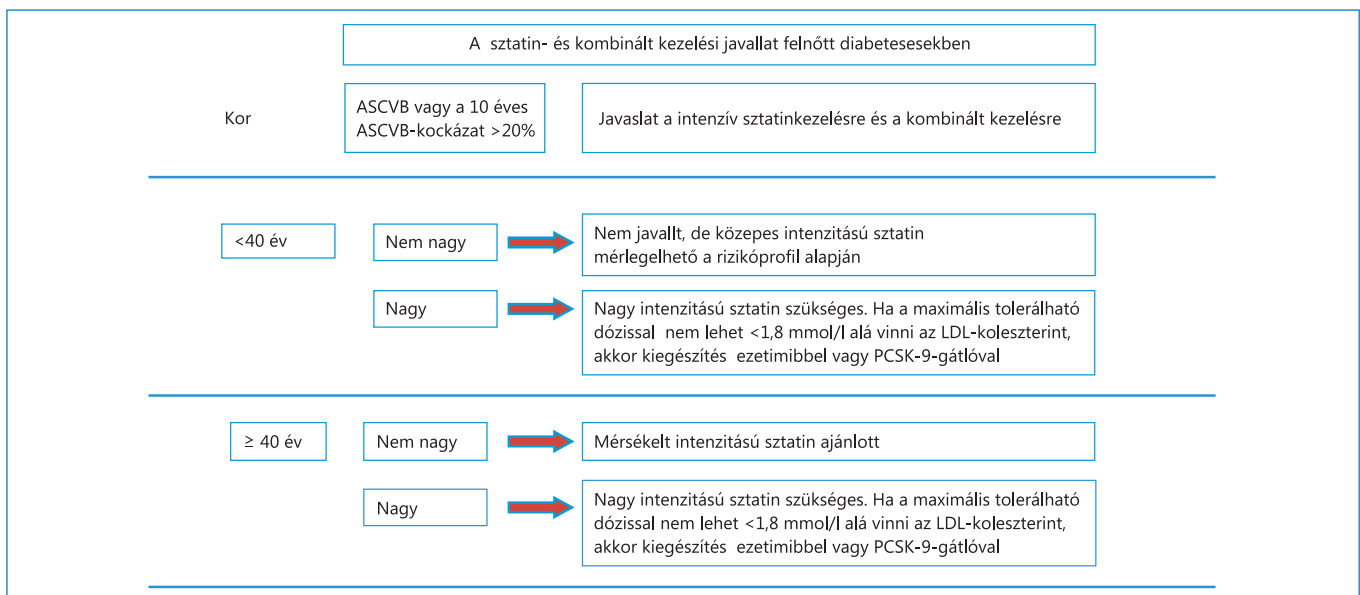 A sztatin- és kombinált kezelési javallat felnőtt diabetesesekben
Kor
ASCVB vagy a 10 éves
ASCVB-kockázat >20%
Javaslat a intenzív sztatinkezelésre és a kombinált kezelésre
<40 év
Nem nagy
Nem javallt, de közepes intenzitású sztatin
mérlegelhető a rizikóprofil alapján
Nagy
Nagy intenzitású sztatin szükséges. Ha a maximális tolerálható
dózissal nem lehet <1,8 mmol/l alá vinni az LDL-koleszterint,
akkor kiegészítés ezetimibbel vagy PCSK-9-gátlóval
≥ 40 év
Nem nagy
Mérsékelt intenzitású sztatin ajánlott
Nagy
Nagy intenzitású sztatin szükséges. Ha a maximális tolerálható
dózissal nem lehet <1,8 mmol/l alá vinni az LDL-koleszterint,
akkor kiegészítés ezetimibbel vagy PCSK-9-gátlóval